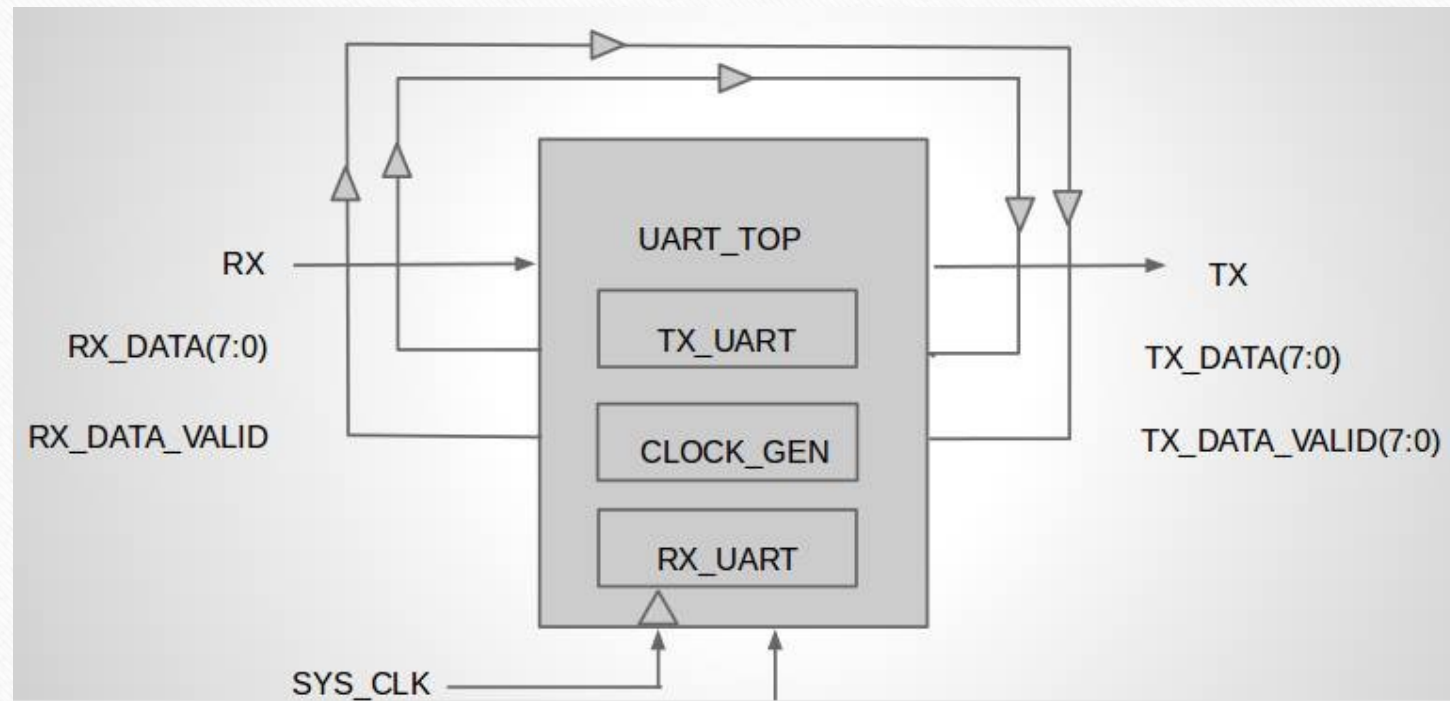 UART_TOP
RX
TX
TX_UART
RX_DATA(7:0)
TX_DATA(7:0)
RX_DATA_VALID
CLOCK_GEN
TX_DATA_VALID(7:0)
RX_UART
SYS_CLK